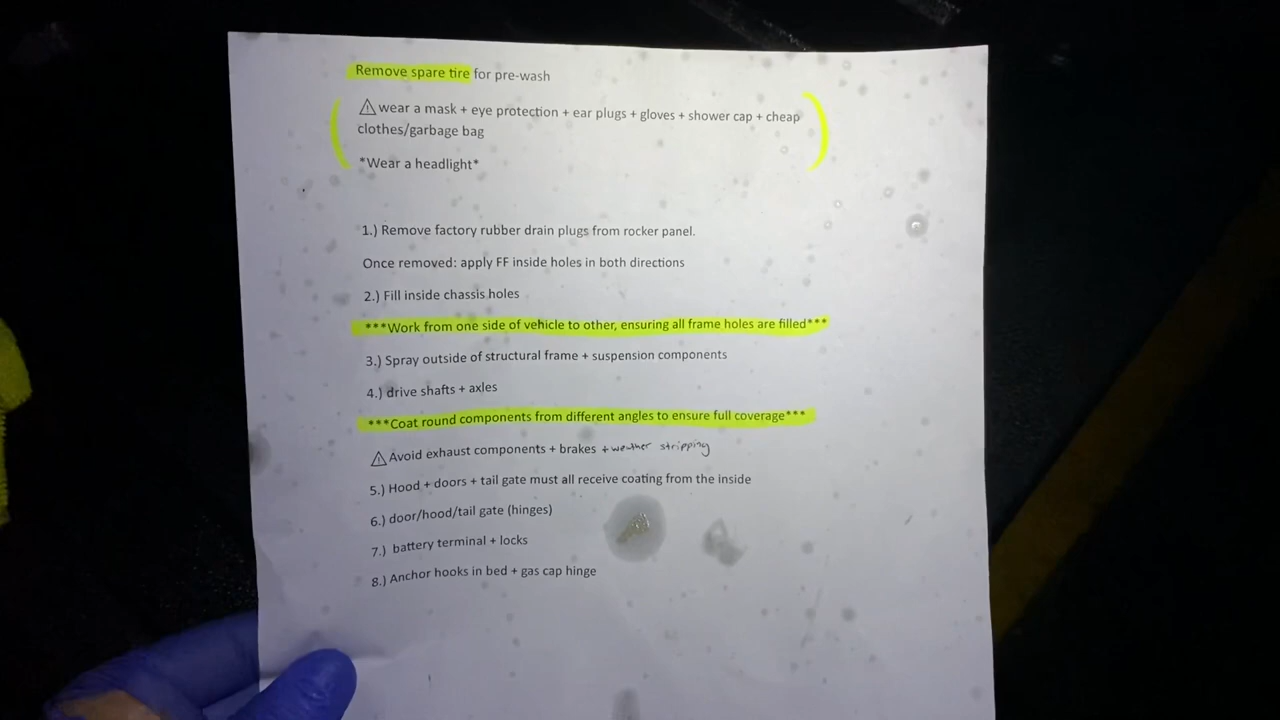 Remove spare tire for pre-wash
wear a mask + eye protection + ear plugs + gloves + shower cap + cheap
clothes/garbage bag
*Wear a headlight*
1.) Remove factory rubber drain plugs from rocker panel.
Once removed: apply FF inside holes in both directions
2.) Fill inside chassis holes
***Work from one side of vehicle to other, ensuring all frame holes are filled***
3.) Spray outside of structural frame + suspension components
4.) drive shafts + axles
***Coat round components from different angles to ensure full coverage***
Avoid exhaust components + brakes + weather stripping
5.) Hood + doors + tail gate must all receive coating from the inside
6.) door/hood/tail gate (hinges)
7.) battery terminal + locks
8.) Anchor hooks in bed + gas cap hinge